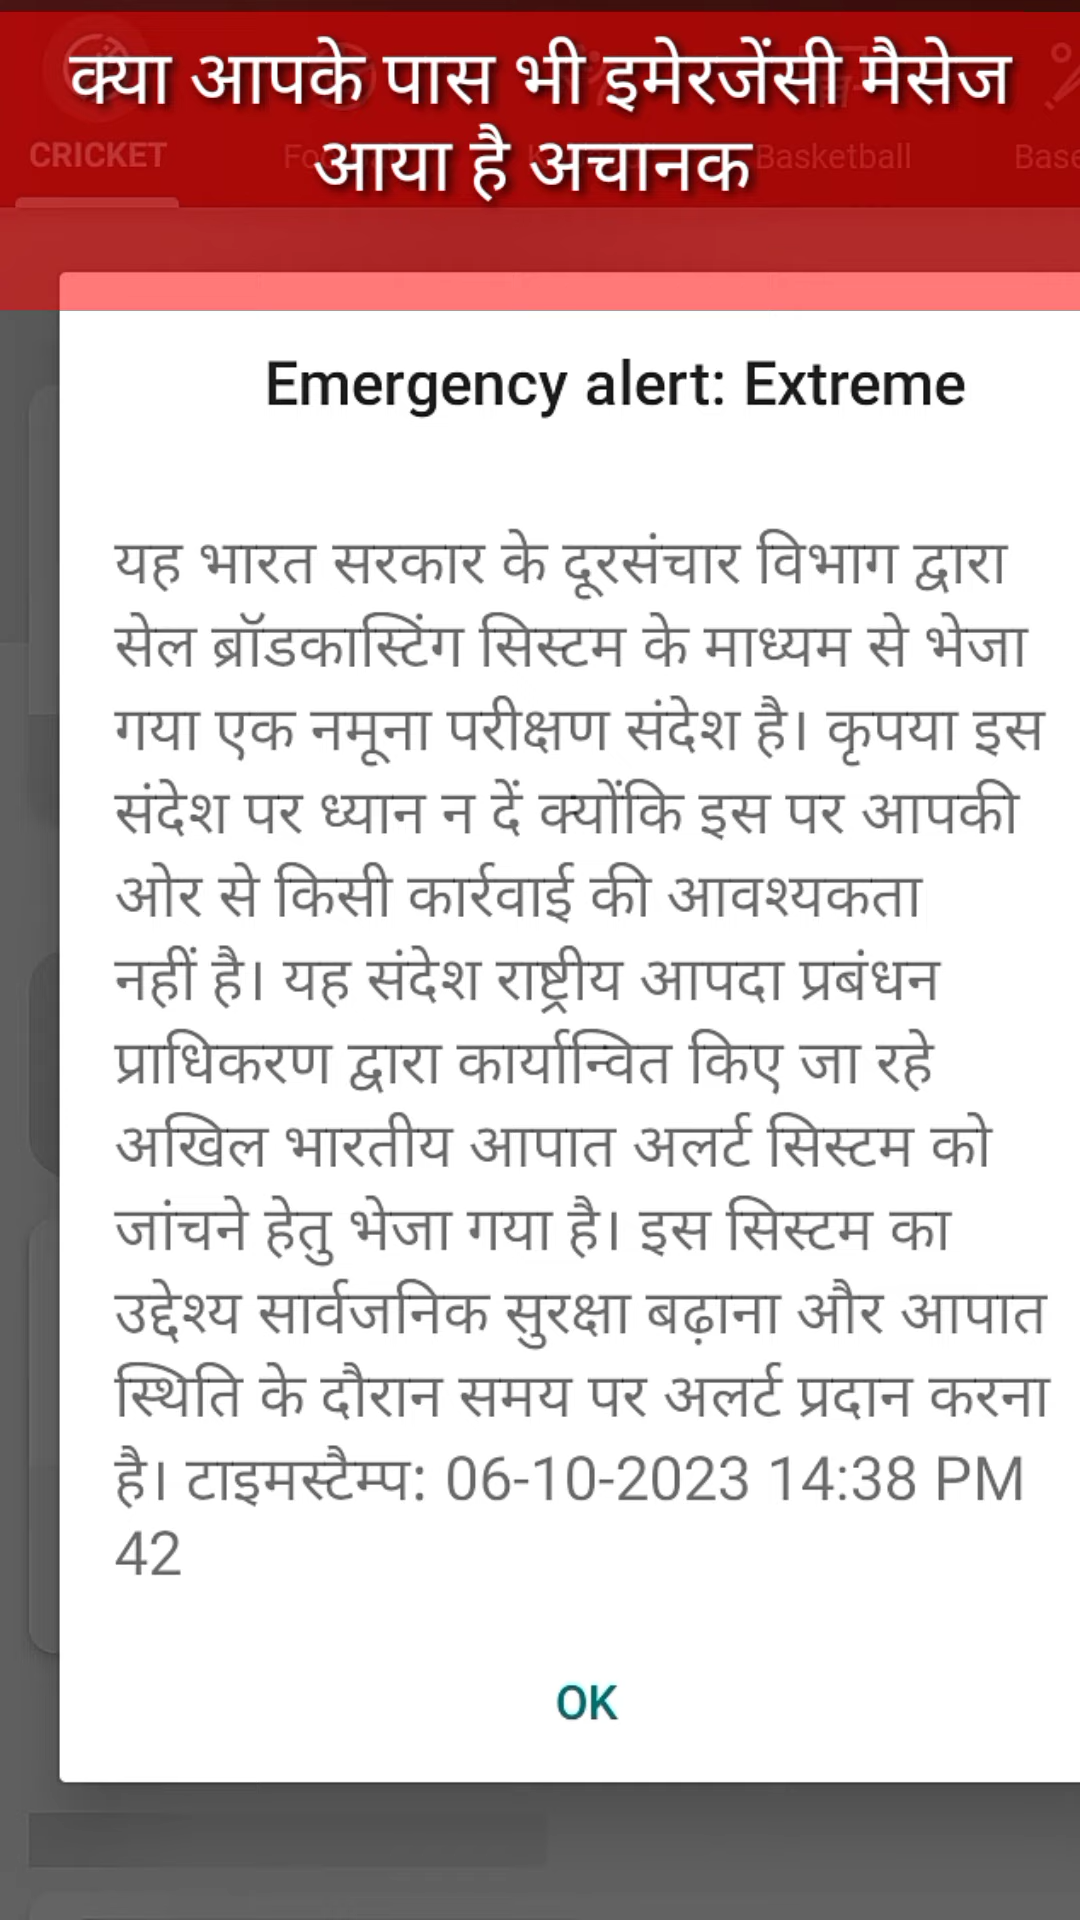 क्या आपके पास भी इमेरजेंसी मैसेज
आया है अचानक
CRICKET
Basketball
Emergency alert: Extreme
यह भारत सरकार के दूरसंचार विभाग द्वारा
सेल ब्रॉडकास्टिंग सिस्टम के माध्यम से भेजा
गया एक नमूना परीक्षण संदेश है। कृपया इस
संदेश पर ध्यान न दें क्योंकि इस पर आपकी
ओर से किसी कार्रवाई की आवश्यकता
नहीं है। यह संदेश राष्ट्रीय आपदा प्रबंधन
प्राधिकरण द्वारा कार्यान्वित किए जा रहे
अखिल भारतीय आपात अलर्ट सिस्टम को
जांचने हेतु भेजा गया है। इस सिस्टम का
उद्देश्य सार्वजनिक सुरक्षा बढ़ाना और आपात
स्थिति के दौरान समय पर अलर्ट प्रदान करना
है। टाइमस्टैम्प: 06-10-2023 14:38 PM
42
OK